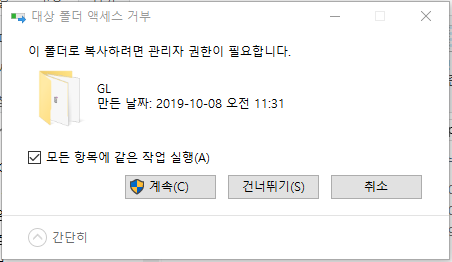 대상 폴더 액세스 거부
이 폴더로 복사하려면 관리자 권한이 필요합니다.
GL
만든 날짜: 2019-10-08 오전 11:31
모든 항목에 같은 작업 실행(A)
계속(C)
건너뛰기(S)
취소
간단히